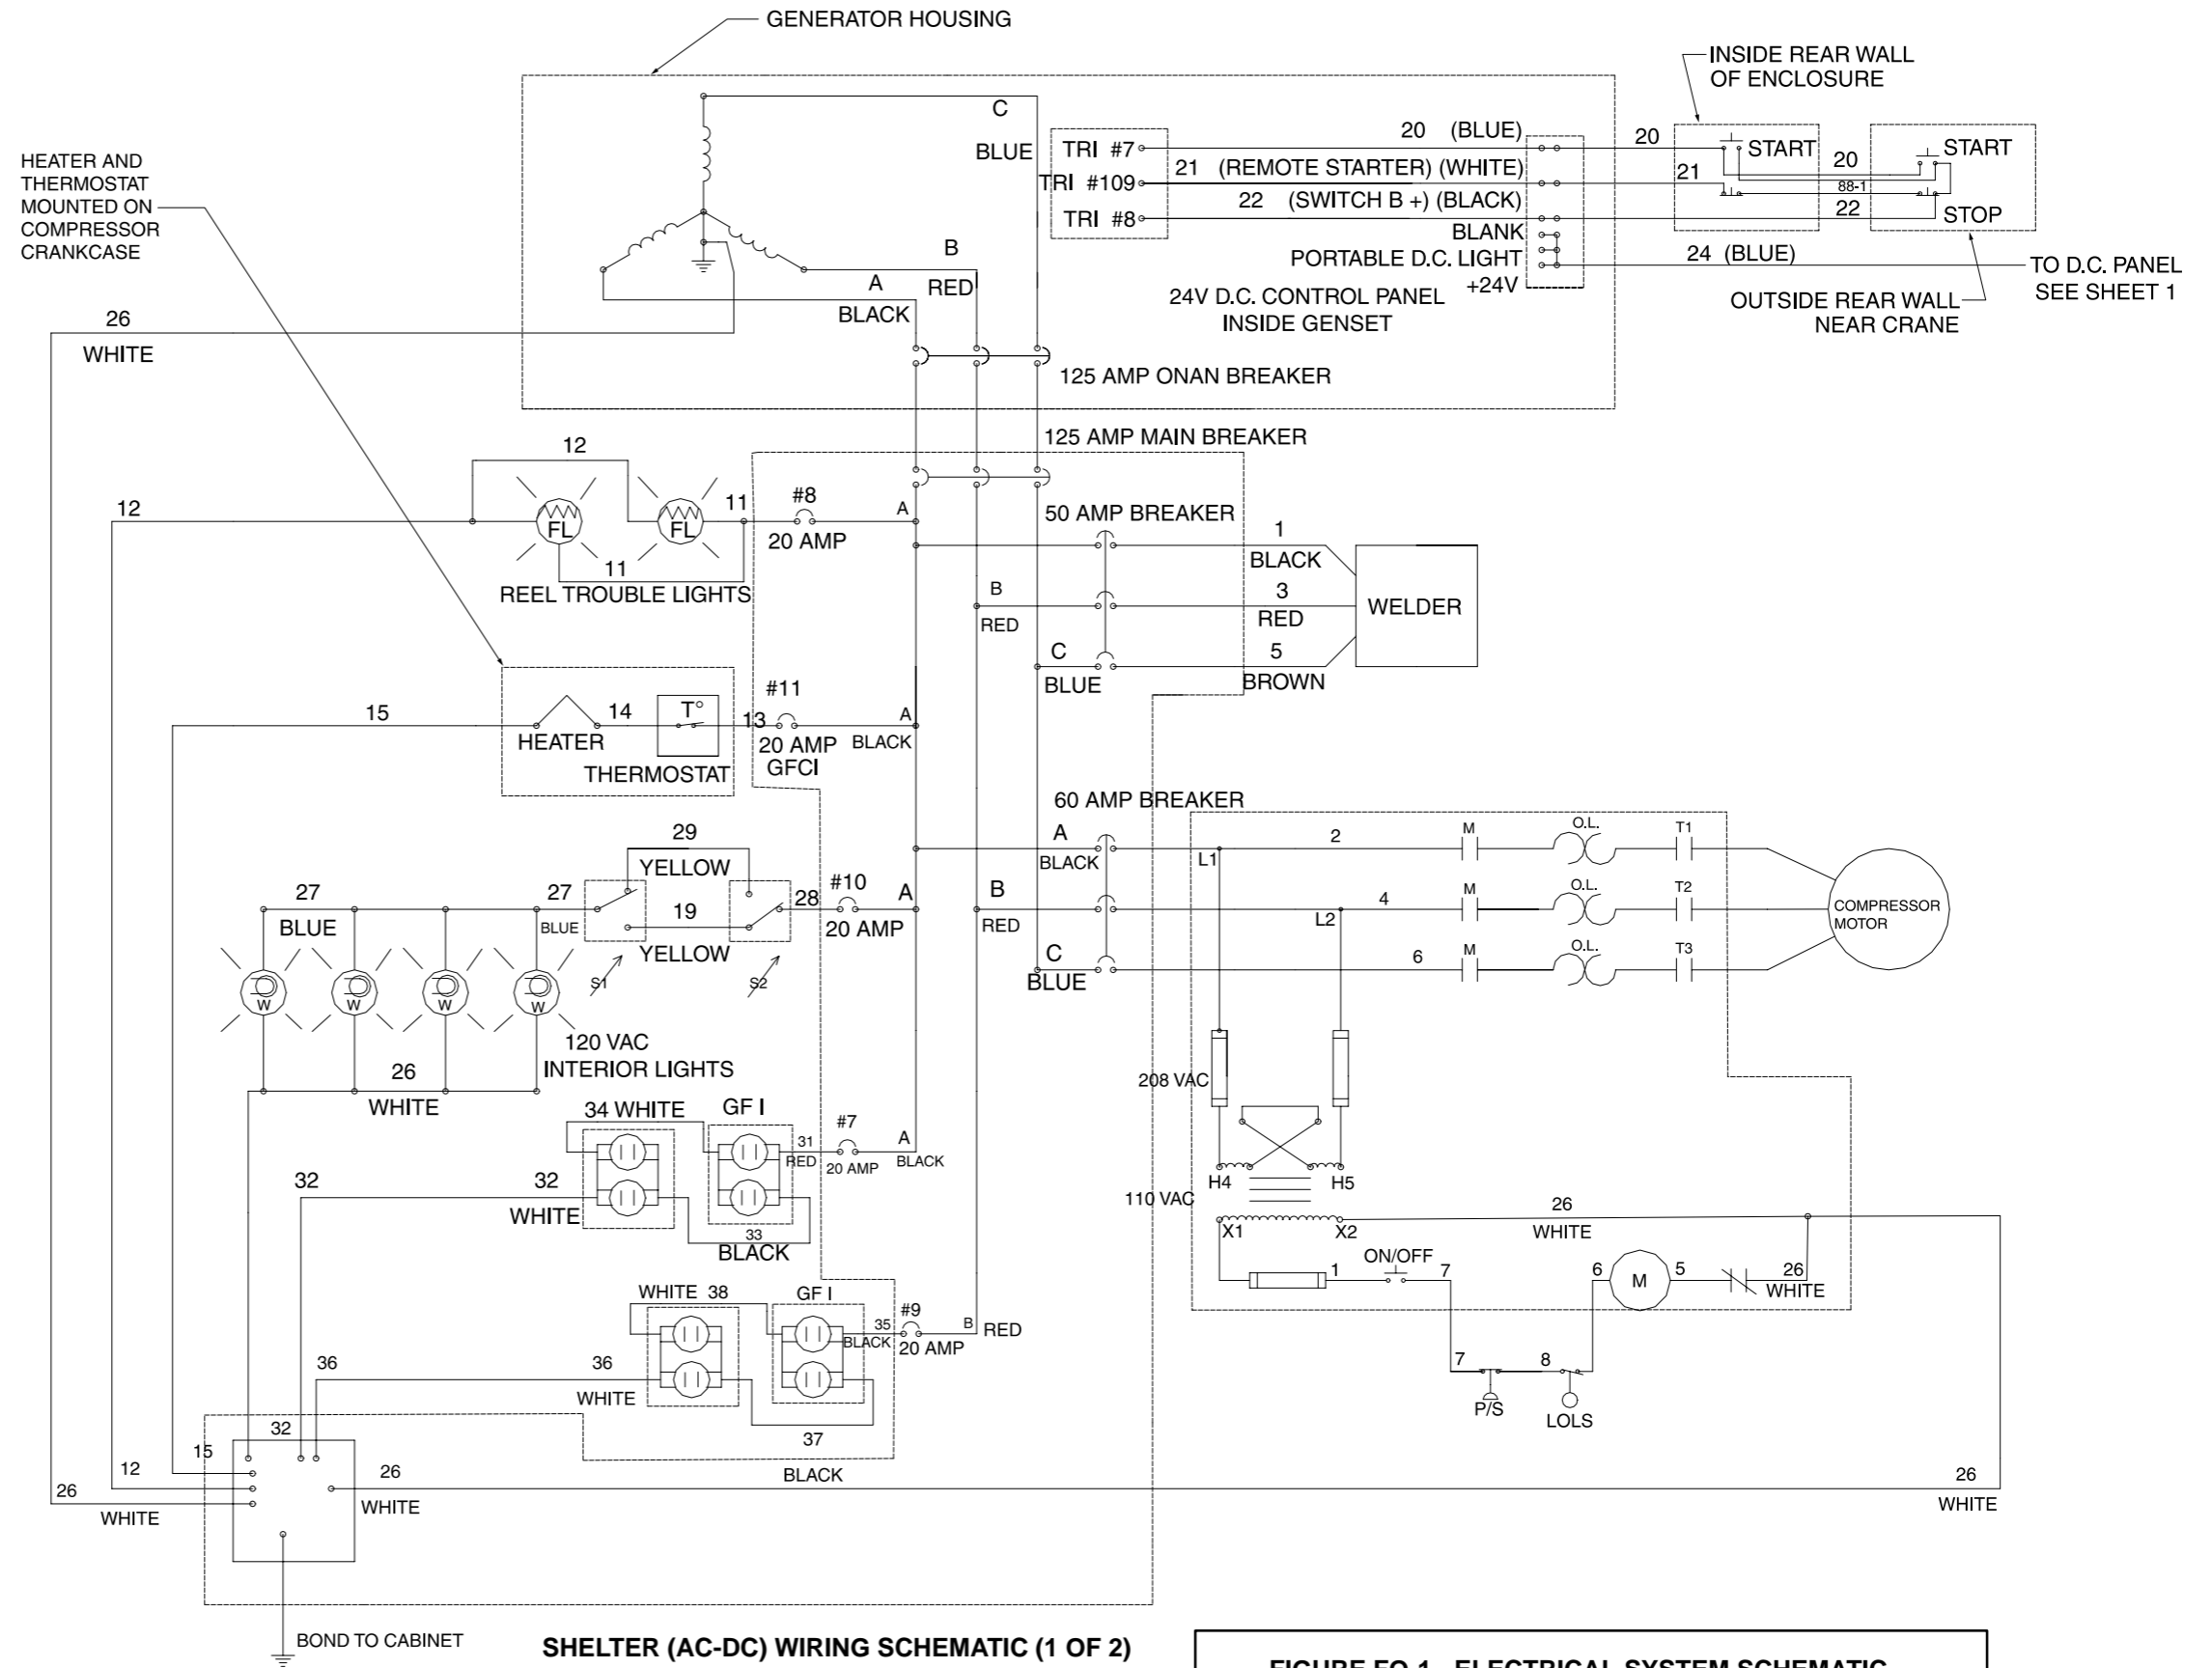 GENERATOR HOUSING
INSIDE REAR WALL
OF ENCLOSURE
HEATER AND
THERMOSTAT
MOUNTED ON
COMPRESSOR
CRANKCASE
C
BLUE
TRI #7
20 (BLUE)
20
START
20
START
TRI #109
21 (REMOTE STARTER) (WHITE)
21
88-1
TRI #8
22 (SWITCH B +) (BLACK)
22
STOP
BLANK
PORTABLE D.C. LIGHT
+24V
24 (BLUE)
TO D.C. PANEL
SEE SHEET 1
24V D.C. CONTROL PANEL
INSIDE GENSET
OUTSIDE REAR WALL
NEAR CRANE
B
RED
A
BLACK
26
WHITE
125 AMP ONAN BREAKER
125 AMP MAIN BREAKER
12
12
FL
FL
11
#8
20 AMP
A
11
REEL TROUBLE LIGHTS
50 AMP BREAKER
1
BLACK
B
RED
3
RED
WELDER
C
BLUE
5
BROWN
15
HEATER
14
T°
THERMOSTAT
13
#11
20 AMP
GFCI
A
BLACK
60 AMP BREAKER
A
BLACK
L1
2
M
O.L.
T1
B
RED
L2
4
M
O.L.
T2
COMPRESSOR
MOTOR
C
BLUE
6
M
O.L.
T3
29
YELLOW
27
BLUE
27
BLUE
19
YELLOW
28
#10
20 AMP
A
S1
S2
W
W
W
W
120 VAC
INTERIOR LIGHTS
26
WHITE
208 VAC
H4
H5
110 VAC
X1
X2
26
WHITE
ON/OFF
1
7
6
M
5
26
WHITE
7
8
P/S
LOLS
34 WHITE
GF I
31
RED
#7
20 AMP
A
BLACK
32
32
WHITE
33
BLACK
WHITE 38
GF I
35
BLACK
#9
20 AMP
B
RED
36
36
WHITE
37
BLACK
32
15
12
26
WHITE
26
WHITE
26
WHITE
BOND TO CABINET
SHELTER (AC-DC) WIRING SCHEMATIC (1 OF 2)
FIGURE FO-1. ELECTRICAL SYSTEM SCHEMATIC